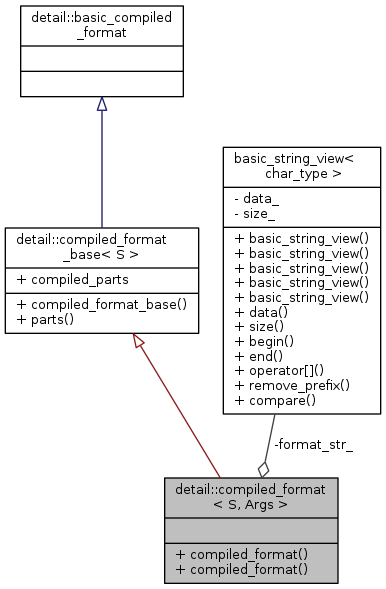 detail::basic_compiled
_format
basic_string_view<
char_type >
- data_
- size_
+ basic_string_view()
+ basic_string_view()
+ basic_string_view()
+ basic_string_view()
+ basic_string_view()
+ data()
+ size()
+ begin()
+ end()
+ operator[]()
+ remove_prefix()
+ compare()
detail::compiled_format
_base< S >
+ compiled_parts
+ compiled_format_base()
+ parts()
-format_str_
detail::compiled_format
< S, Args >
+ compiled_format()
+ compiled_format()